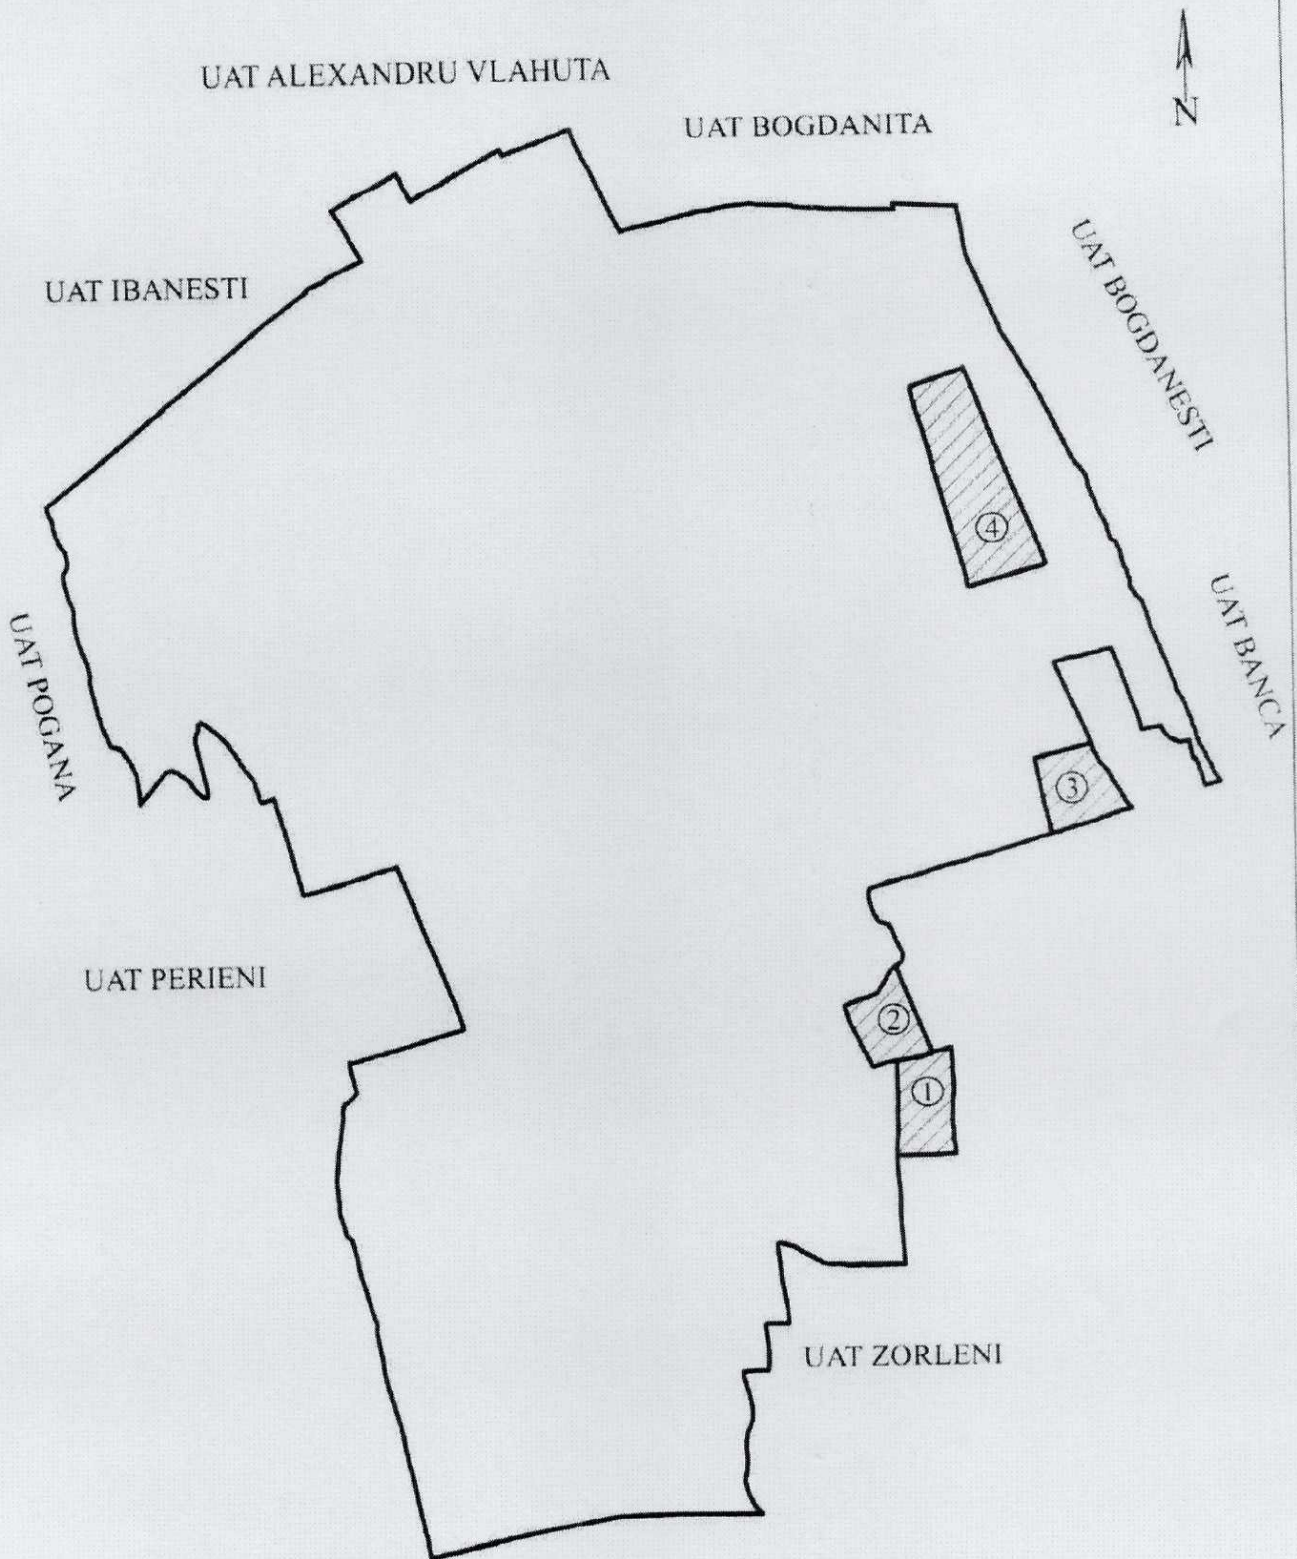 UAT ALEXANDRU VLAHUTA
N
UAT BOGDANITA
UAT BOGDANESTI
UAT IBANESTI
4
UAT BANCA
UAT POGANA
3
UAT PERIENI
2
1
UAT ZORLENI